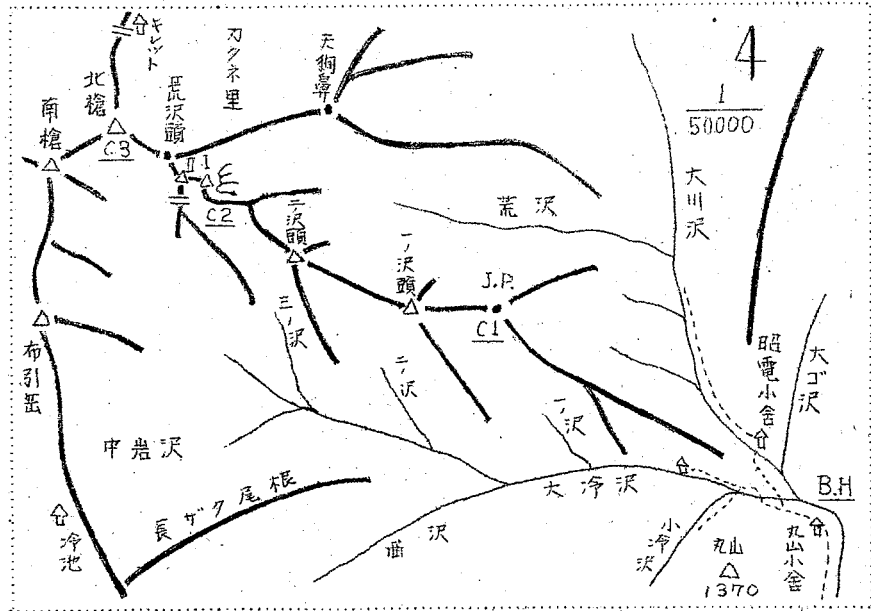 キレット
北槍
南槍
荒沢頭
カクネ里
天狗鼻
4
1
50000
C3
II I
C2
荒沢
大川沢
二ノ沢頭
一ノ沢頭
J.P.
C1
布引岳
三ノ沢
二ノ沢
一ノ沢
昭電小舎
大ゴ沢
中岩沢
長ザク尾根
大冷沢
B.H
冷池
西沢
小冷沢
丸山
1370
丸山小舎